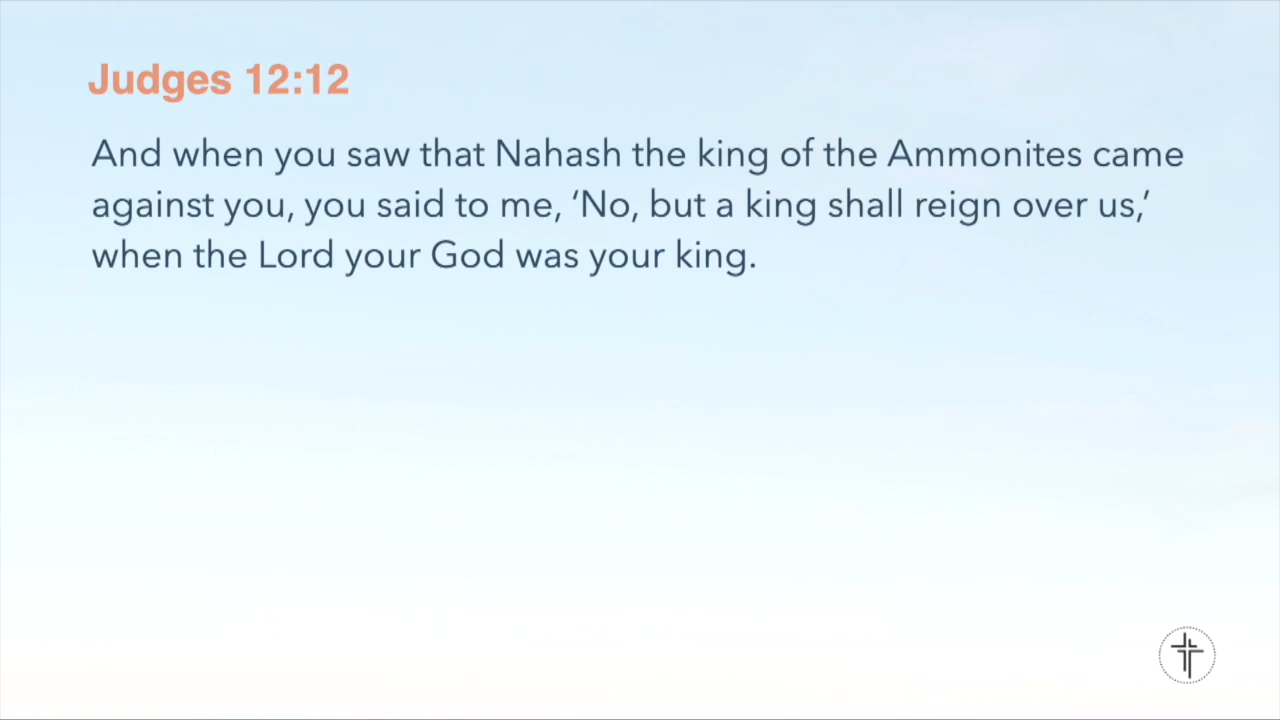 Judges 12:12
And when you saw that Nahash the king of the Ammonites came
against you, you said to me, ‘No, but a king shall reign over us,’
when the Lord your God was your king.